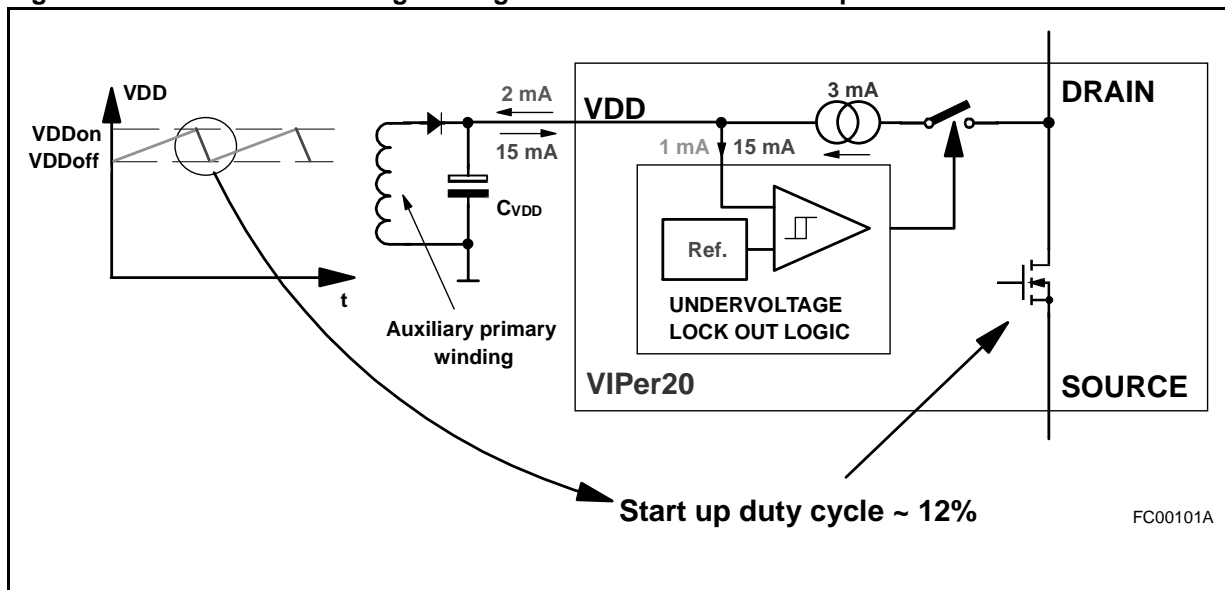 VDD
VDDon
VDDoff
t
Auxiliary primary
winding
CVDD
2 mA
15 mA
VDD
3 mA
DRAIN
1 mA
15 mA
Ref.
UNDERVOLTAGE
LOCK OUT LOGIC
VIPer20
SOURCE
Start up duty cycle ~ 12%
FC00101A